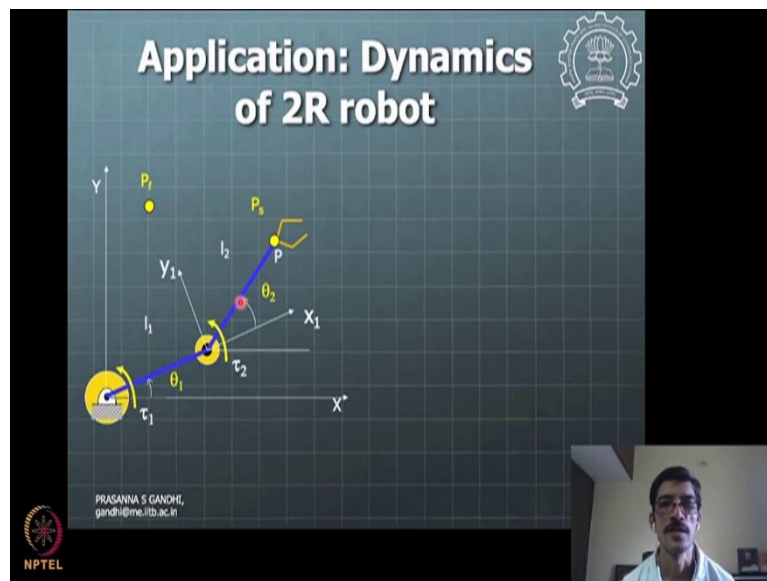 Application: Dynamics
of 2R robot
Y
Pf
Ps
l2
P
y1
θ2
x1
l1
τ2
θ1
τ1
X
PRASANNA S GANDHI,
gandhi@me.iitb.ac.in
NPTEL